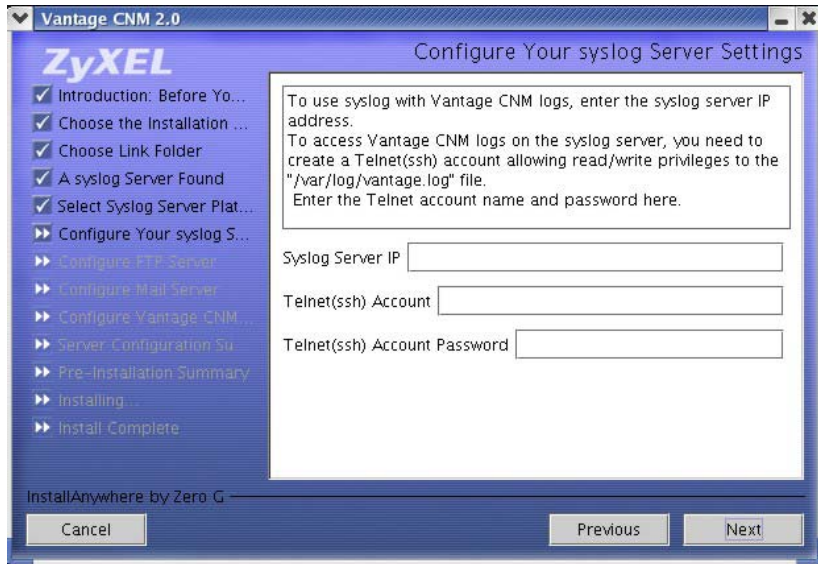 Vantage CNM 2.0
ZyXEL
Configure Your syslog Server Settings
Introduction: Before Yo...
Choose the Installation ...
Choose Link Folder
A syslog Server Found
Select Syslog Server Plat...
Configure Your syslog S...
Configure FTP Server
Configure Mail Server
Configure Vantage CNM...
Server Configuration Su...
Pre-Installation Summary
Installing...
Install Complete
To use syslog with Vantage CNM logs, enter the syslog server IP
address.
To access Vantage CNM logs on the syslog server, you need to
create a Telnet(ssh) account allowing read/write privileges to the
"/var/log/vantage.log" file.
Enter the Telnet account name and password here.
Syslog Server IP
Telnet(ssh) Account
Telnet(ssh) Account Password
InstallAnywhere by Zero G
Cancel
Previous
Next